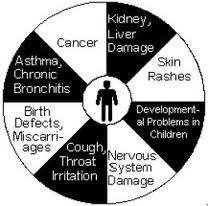 Kidney,
Liver
Damage
Skin
Rashes
Development-
al Problems in
Children
Nervous
System
Damage
Cough,
Throat
Irritation
Birth
Defects,
Miscarri-
ages
Asthma,
Chronic
Bronchitis
Cancer